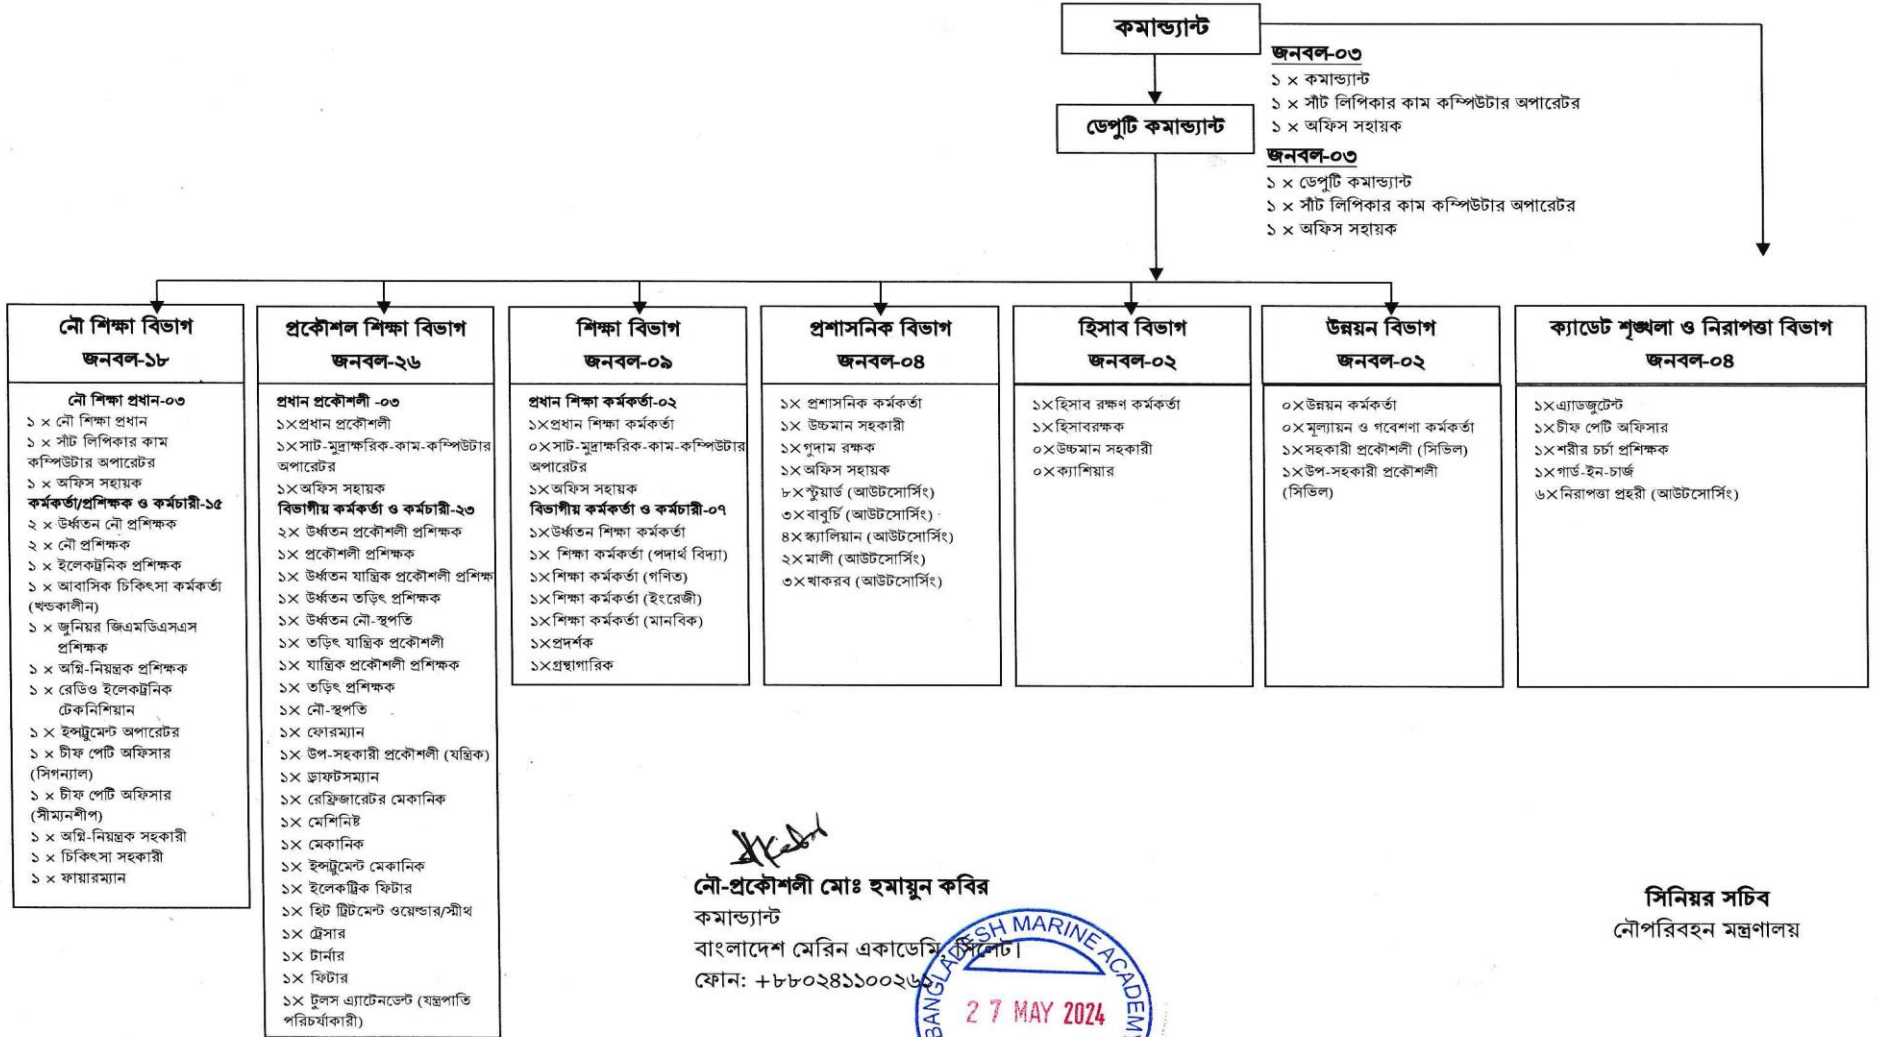 কমান্ড্যান্ট
জনবল-০৩
১ × কমান্ড্যান্ট
১ × সাঁট লিপিকার কাম কম্পিউটার অপারেটর
১ × অফিস সহায়ক
ডেপুটি কমান্ড্যান্ট
জনবল-০৩
১ × ডেপুটি কমান্ড্যান্ট
১ × সাঁট লিপিকার কাম কম্পিউটার অপারেটর
১ × অফিস সহায়ক
নৌ শিক্ষা বিভাগ
জনবল-১৮
নৌ শিক্ষা প্রধান-০৩
১ × নৌ শিক্ষা প্রধান
১ × সাঁট লিপিকার কাম
কম্পিউটার অপারেটর
১ × অফিস সহায়ক
কর্মকর্তা/প্রশিক্ষক ও কর্মচারী-১৫
২ × উর্ধ্বতন নৌ প্রশিক্ষক
২ × নৌ প্রশিক্ষক
১ × ইলেকট্রনিক প্রশিক্ষক
১ × আবাসিক চিকিৎসা কর্মকর্তা
(খন্ডকালীন)
১ × জুনিয়র জিএমডিএসএস
প্রশিক্ষক
১ × অগ্নি-নিয়ন্ত্রক প্রশিক্ষক
১ × রেডিও ইলেকট্রনিক
টেকনিশিয়ান
১ × ইন্সট্রুমেন্ট অপারেটর
১ × চীফ পেটি অফিসার
(সিগন্যাল)
১ × চীফ পেটি অফিসার
(সীম্যনশীপ)
১ × অগ্নি-নিয়ন্ত্রক সহকারী
১ × চিকিৎসা সহকারী
১ × ফায়ারম্যান
প্রকৌশল শিক্ষা বিভাগ
জনবল-২৬
প্রধান প্রকৌশলী -০৩
১×প্রধান প্রকৌশলী
১×সাট-মুদ্রাক্ষরিক-কাম-কম্পিউটার
অপারেটর
১×অফিস সহায়ক
বিভাগীয় কর্মকর্তা ও কর্মচারী-২৩
২× উর্ধ্বতন প্রকৌশলী প্রশিক্ষক
১× প্রকৌশলী প্রশিক্ষক
১× উর্ধ্বতন যান্ত্রিক প্রকৌশলী প্রশিক্ষ
১× উর্ধ্বতন তড়িৎ প্রশিক্ষক
১× উর্ধ্বতন নৌ-স্থপতি
১× তড়িৎ যান্ত্রিক প্রকৌশলী
১× যান্ত্রিক প্রকৌশলী প্রশিক্ষক
১× তড়িৎ প্রশিক্ষক
১× নৌ-স্থপতি
১× ফোরম্যান
১× উপ-সহকারী প্রকৌশলী (যন্ত্রিক)
১× ড্রাফটসম্যান
১× রেফ্রিজারেটর মেকানিক
১× মেশিনিষ্ট
১× মেকানিক
১× ইন্সট্রুমেন্ট মেকানিক
১× ইলেকট্রিক ফিটার
১× হিট ট্রিটমেন্ট ওয়েল্ডার/স্মীথ
১× ট্রেসার
১× টার্নার
১× ফিটার
১× টুলস এ্যাটেনডেন্ট (যন্ত্রপাতি
পরিচর্যাকারী)
শিক্ষা বিভাগ
জনবল-০৯
প্রধান শিক্ষা কর্মকর্তা-০২
১×প্রধান শিক্ষা কর্মকর্তা
০×সাট-মুদ্রাক্ষরিক-কাম-কম্পিউটার
অপারেটর
১×অফিস সহায়ক
বিভাগীয় কর্মকর্তা ও কর্মচারী-০৭
১×উর্ধ্বতন শিক্ষা কর্মকর্তা
১× শিক্ষা কর্মকর্তা (পদার্থ বিদ্যা)
১×শিক্ষা কর্মকর্তা (গণিত)
১×শিক্ষা কর্মকর্তা (ইংরেজী)
১×শিক্ষা কর্মকর্তা (মানবিক)
১×প্রদর্শক
১×গ্রন্থাগারিক
প্রশাসনিক বিভাগ
জনবল-০৪
১× প্রশাসনিক কর্মকর্তা
১× উচ্চমান সহকারী
১×গুদাম রক্ষক
১×অফিস সহায়ক
৮×স্টুয়ার্ড (আউটসোর্সিং)
৩×বাবুর্চি (আউটসোর্সিং)
৪×স্ক্যালিয়ান (আউটসোর্সিং)
২×মালী (আউটসোর্সিং)
৩×খাকরব (আউটসোর্সিং)
হিসাব বিভাগ
জনবল-০২
১×হিসাব রক্ষণ কর্মকর্তা
১×হিসাবরক্ষক
০×উচ্চমান সহকারী
০×ক্যাশিয়ার
উন্নয়ন বিভাগ
জনবল-০২
০×উন্নয়ন কর্মকর্তা
০×মূল্যায়ন ও গবেশণা কর্মকর্তা
১×সহকারী প্রকৌশলী (সিভিল)
১×উপ-সহকারী প্রকৌশলী
(সিভিল)
ক্যাডেট শৃঙ্খলা ও নিরাপত্তা বিভাগ
জনবল-০৪
১×এ্যাডজুটেন্ট
১×চীফ পেটি অফিসার
১×শরীর চর্চা প্রশিক্ষক
১×গার্ড-ইন-চার্জ
৬×নিরাপত্তা প্রহরী (আউটসোর্সিং)
নৌ-প্রকৌশলী মোঃ হুমায়ুন কবির
কমান্ড্যান্ট
বাংলাদেশ মেরিন একাডেমি, সিলেট।
ফোন: +৮৮০২৪১১০০২৬
BANGLADESH MARINE ACADEM
27 MAY 2024
সিনিয়র সচিব
নৌপরিবহন মন্ত্রণালয়